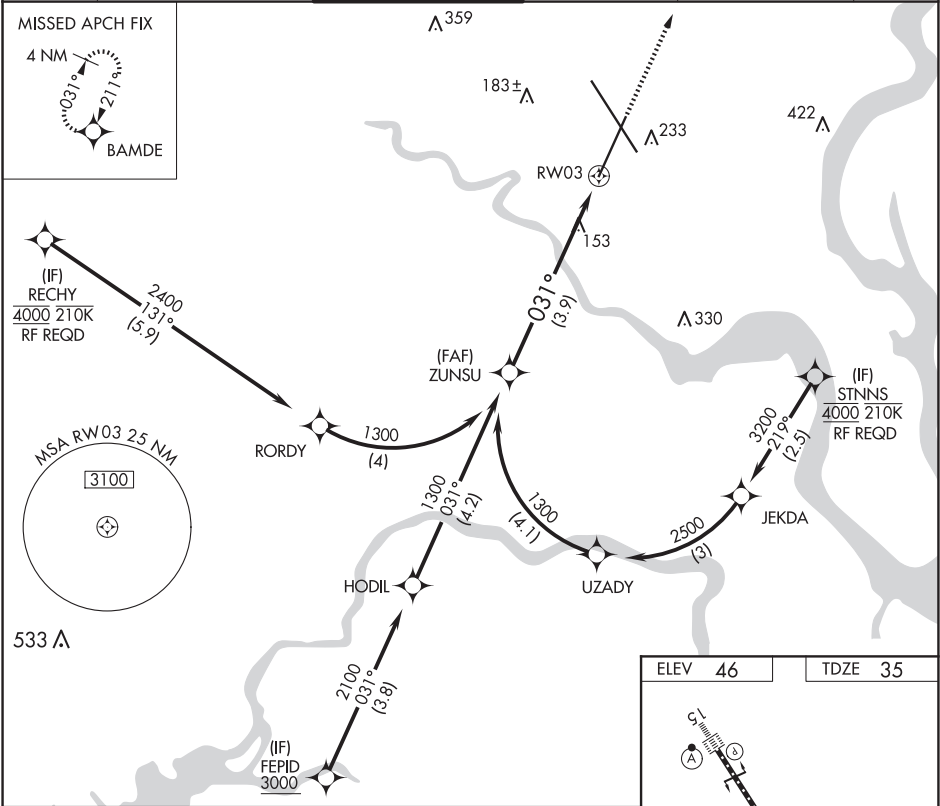 MISSED APCH FIX
4 NM
031°
211°
BAMDE
359
183±
233
422
RW03
153
(IF)
RECHY
4000 210K
RF REQD
2400
131°
(5.9)
031°
(3.9)
330
(FAF)
ZUNSU
(IF)
STNNS
4000 210K
RF REQD
3200
219°
(2.5)
RORDY
1300
(4)
MSA RW03 25 NM
3100
1300
031°
(4.2)
1300
(4.1)
2500
(3)
JEKDA
UZADY
HODIL
533
2100
031°
(3.8)
(IF)
FEPID
3000
ELEV 46
TDZE 35
15
A
P